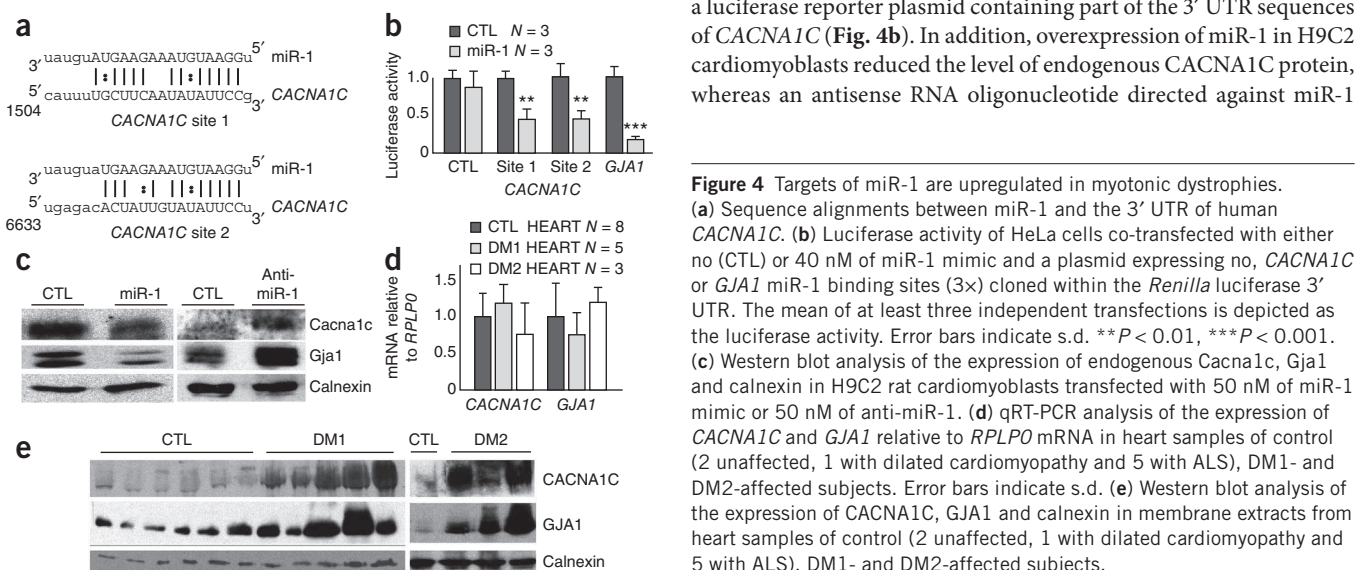 a
3′ uauguAUGAAGAAAUGUAAGGu 5′ miR-1
5′ cauuuUGCUUCAAUAUAUUCCg 3′ CACNA1C
1504
CACNA1C site 1
3′ uauguaUGAAGAAAUGUAAGGu 5′ miR-1
5′ ugagacACUAUUGUAUAUUCCu 3′ CACNA1C
6633
CACNA1C site 2
b
CTL N = 3
miR-1 N = 3
Luciferase activity
1.0
0.5
0
** ** ***
CTL Site 1 Site 2 GJA1
CACNA1C
c
CTL miR-1 CTL Anti-miR-1
Cacna1c
Gja1
Calnexin
d
CTL HEART N = 8
DM1 HEART N = 5
DM2 HEART N = 3
mRNA relative
to RPLP0
1.5
1.0
0.5
0
CACNA1C GJA1
e
CTL DM1 CTL DM2
CACNA1C
GJA1
Calnexin
a luciferase reporter plasmid containing part of the 3′ UTR sequences
of CACNA1C (Fig. 4b). In addition, overexpression of miR-1 in H9C2
cardiomyoblasts reduced the level of endogenous CACNA1C protein,
whereas an antisense RNA oligonucleotide directed against miR-1
Figure 4 Targets of miR-1 are upregulated in myotonic dystrophies.
(a) Sequence alignments between miR-1 and the 3′ UTR of human
CACNA1C. (b) Luciferase activity of HeLa cells co-transfected with either
no (CTL) or 40 nM of miR-1 mimic and a plasmid expressing no, CACNA1C
or GJA1 miR-1 binding sites (3×) cloned within the Renilla luciferase 3′
UTR. The mean of at least three independent transfections is depicted as
the luciferase activity. Error bars indicate s.d. **P < 0.01, ***P < 0.001.
(c) Western blot analysis of the expression of endogenous Cacna1c, Gja1
and calnexin in H9C2 rat cardiomyoblasts transfected with 50 nM of miR-1
mimic or 50 nM of anti-miR-1. (d) qRT-PCR analysis of the expression of
CACNA1C and GJA1 relative to RPLP0 mRNA in heart samples of control
(2 unaffected, 1 with dilated cardiomyopathy and 5 with ALS), DM1- and
DM2-affected subjects. Error bars indicate s.d. (e) Western blot analysis of
the expression of CACNA1C, GJA1 and calnexin in membrane extracts from
heart samples of control (2 unaffected, 1 with dilated cardiomyopathy and
5 with ALS), DM1- and DM2-affected subjects.